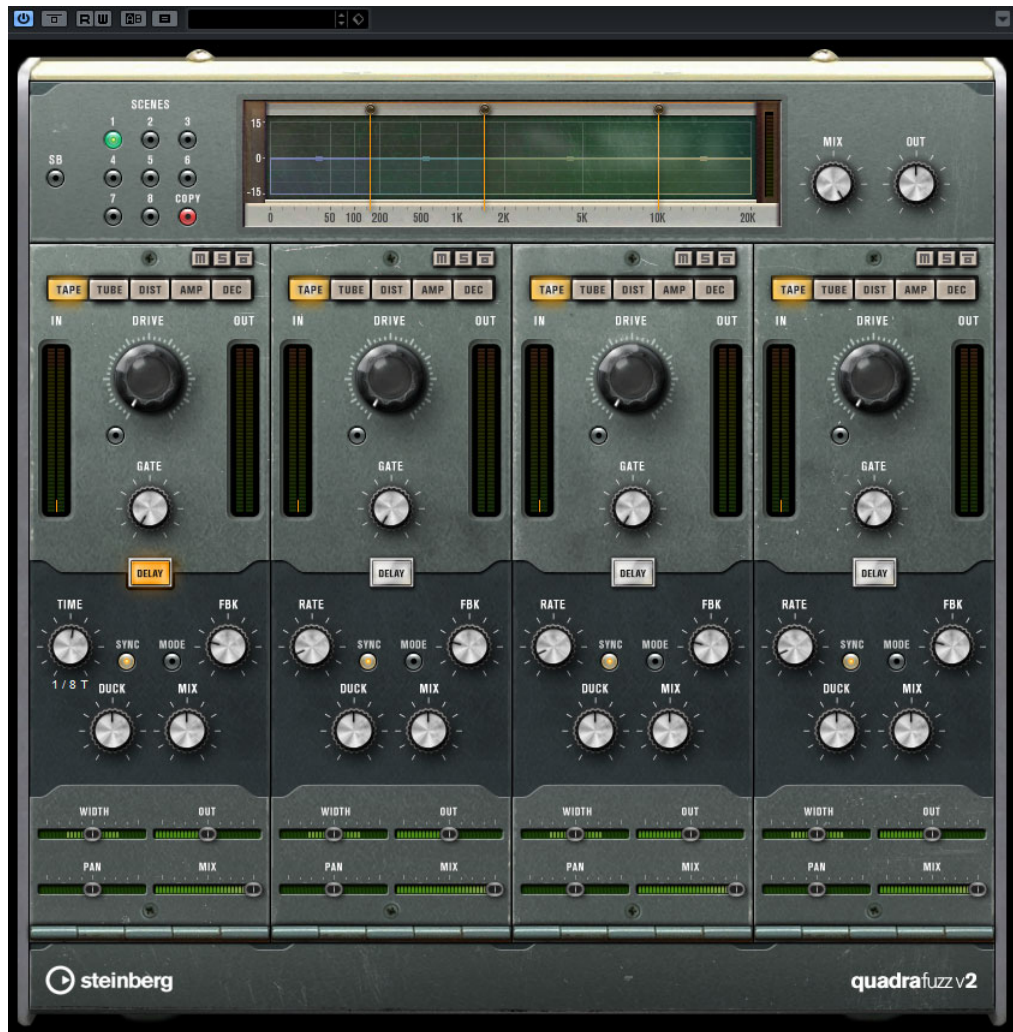 R W AB
SCENES
1 2 3
SB
4 5 6
7 8 COPY
15
0
-15
0 50 100 200 500 1K 2K 5K 10K 20K
MIX OUT
M S M S M S M S
TAPE TUBE DIST AMP DEC TAPE TUBE DIST AMP DEC TAPE TUBE DIST AMP DEC TAPE TUBE DIST AMP DEC
IN DRIVE OUT IN DRIVE OUT IN DRIVE OUT IN DRIVE OUT
GATE GATE GATE GATE
DELAY DELAY DELAY DELAY
TIME FBK RATE FBK RATE FBK RATE FBK
SYNC MODE SYNC MODE SYNC MODE SYNC MODE
1 / 8 T
DUCK MIX DUCK MIX DUCK MIX DUCK MIX
WIDTH OUT WIDTH OUT WIDTH OUT WIDTH OUT
PAN MIX PAN MIX PAN MIX PAN MIX
steinberg quadrafuzz v2